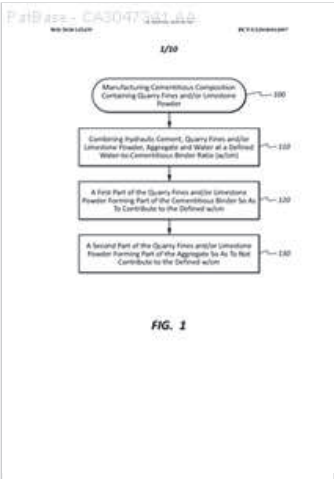 PatBase - CA3047341 AA
1/10
Manufacturing Cementitious Composition
Containing Quarry Fines and/or Limestone
Powder
100
Combining Hydraulic Cement, Quarry Fines and/or
Limestone Powder, Aggregate and Water at a Defined
Water-to-Cementitious Binder Ratio (w/cm)
110
A First Part of the Quarry Fines and/or Limestone
Powder Forming Part of the Cementitious Binder So As
To Contribute to the Defined w/cm
120
A Second Part of the Quarry Fines and/or Limestone
Powder Forming Part of the Aggregate So As To Not
Contribute to the Defined w/cm
130
FIG. 1